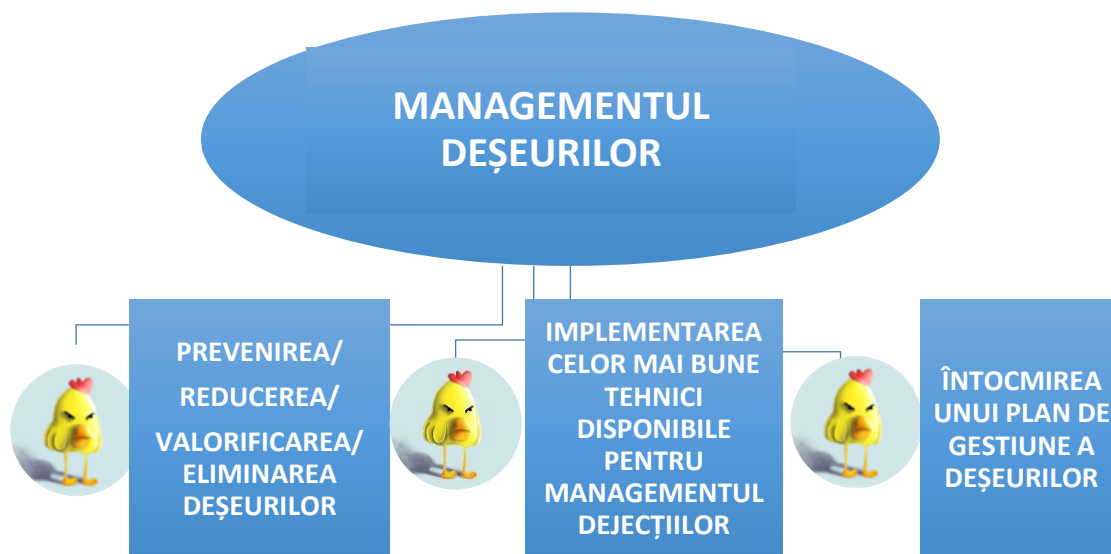 MANAGEMENTUL
DEȘEURILOR
PREVENIREA/
REDUCEREA/
VALORIFICAREA/
ELIMINAREA
DEȘEURILOR
IMPLEMENTAREA
CELOR MAI BUNE
TEHNICI
DISPONIBILE
PENTRU
MANAGEMENTUL
DEJECȚIILOR
ÎNTOCMIREA
UNUI PLAN DE
GESTIUNE A
DEȘEURILOR